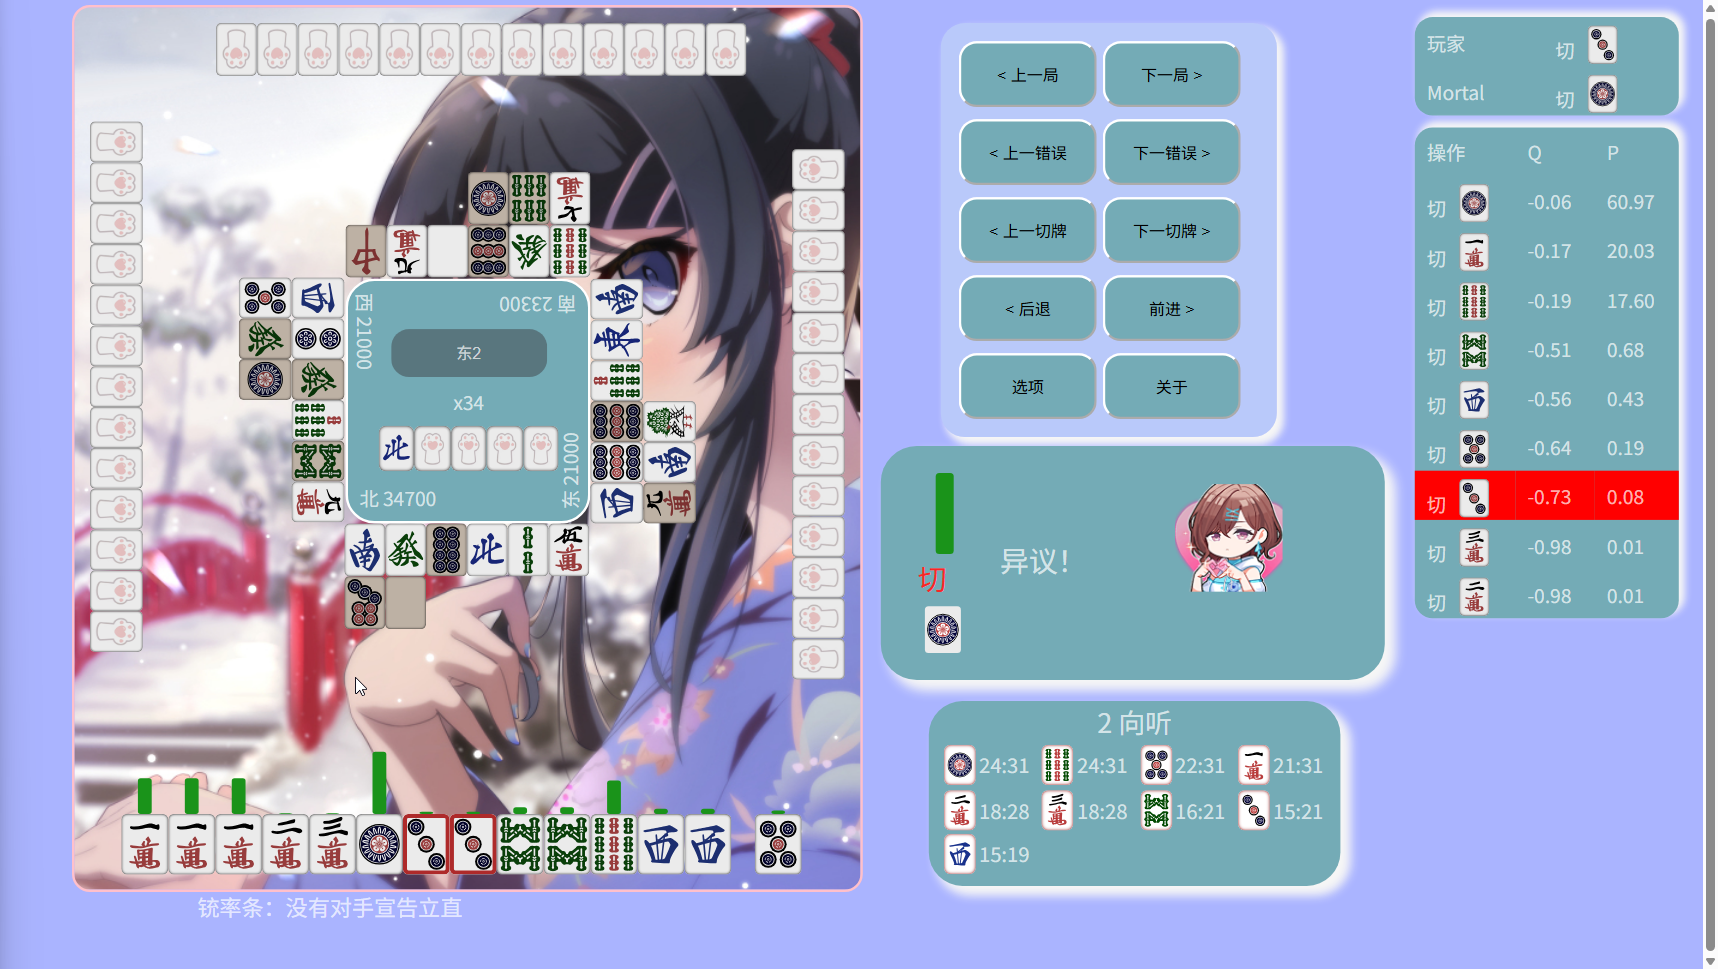 西 21000
南 23300
东2
x34
北 34700
东 21000
铳率条：没有对手宣告立直
< 上一局
下一局 >
< 上一错误
下一错误 >
< 上一切牌
下一切牌 >
< 后退
前进 >
选项
关于
切
异议！
2 向听
24:31 24:31 22:31 21:31
18:28 18:28 16:21 15:21
15:19
玩家 切
Mortal 切
操作 Q P
切 -0.06 60.97
切 -0.17 20.03
切 -0.19 17.60
切 -0.51 0.68
切 -0.56 0.43
切 -0.64 0.19
切 -0.73 0.08
切 -0.98 0.01
切 -0.98 0.01